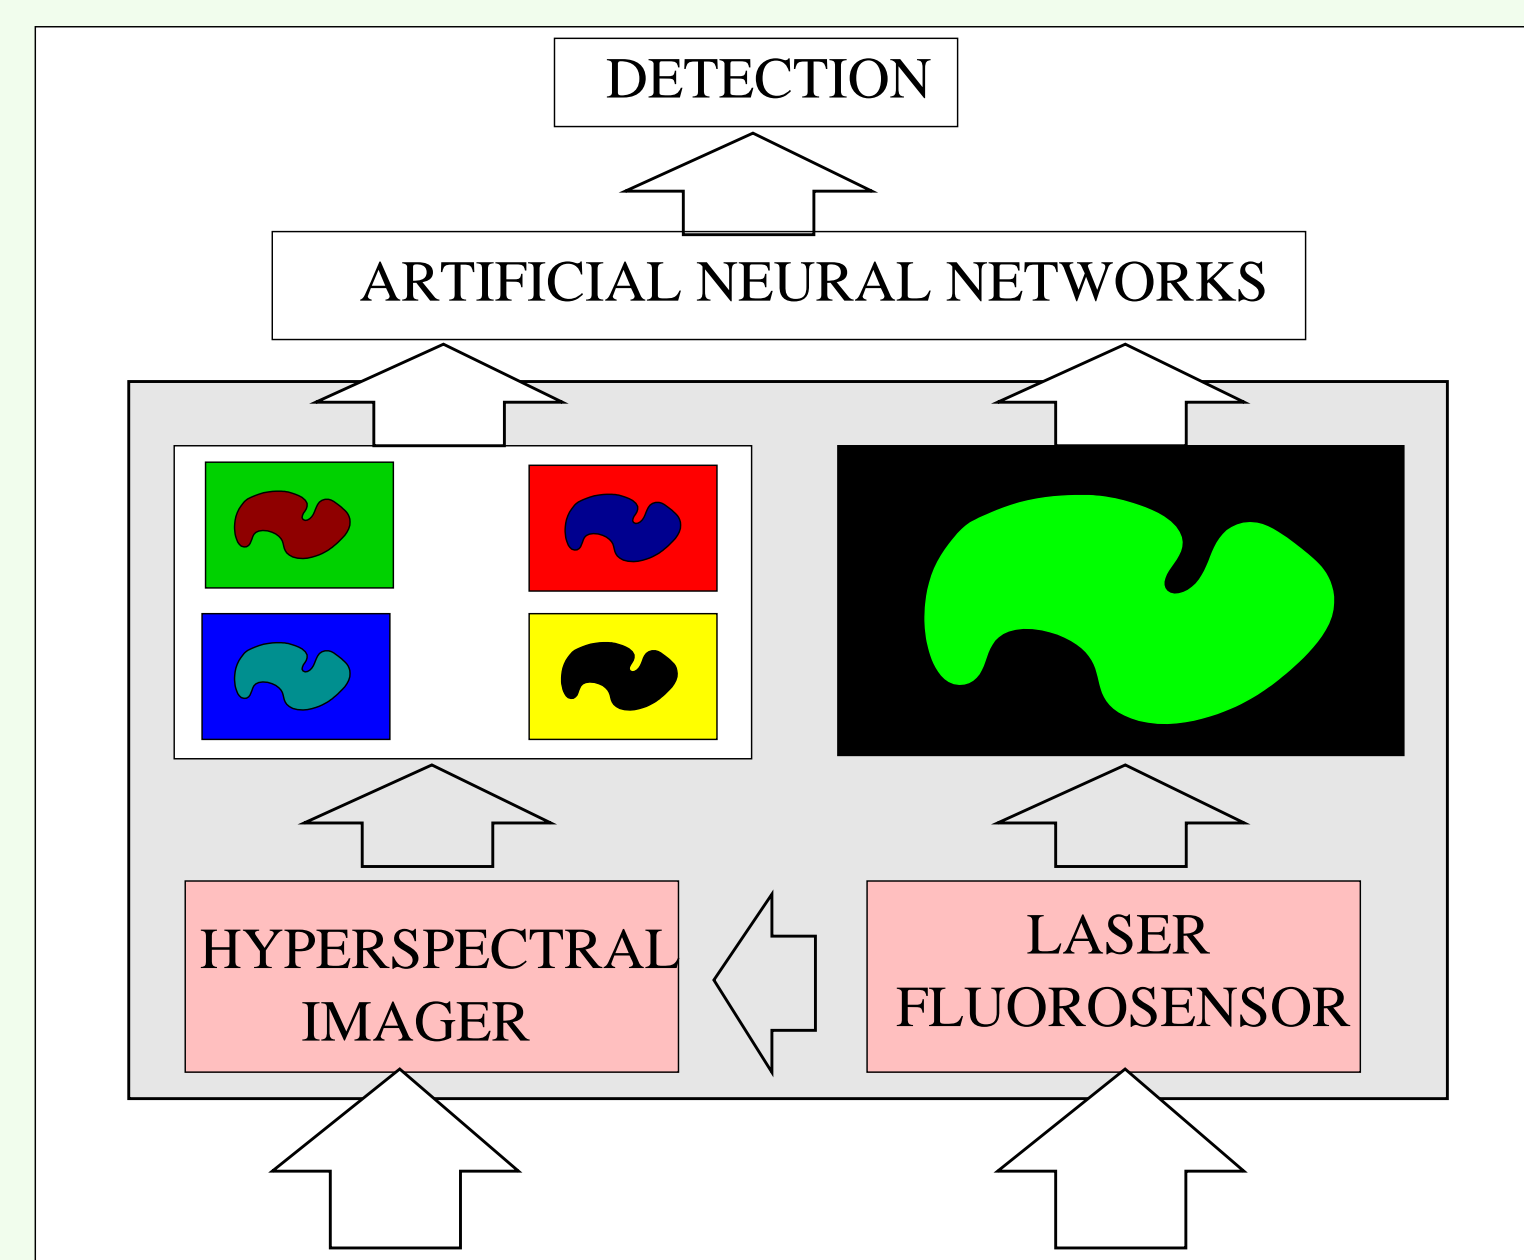 DETECTION
ARTIFICIAL NEURAL NETWORKS
HYPERSPECTRAL
IMAGER
LASER
FLUOROSENSOR